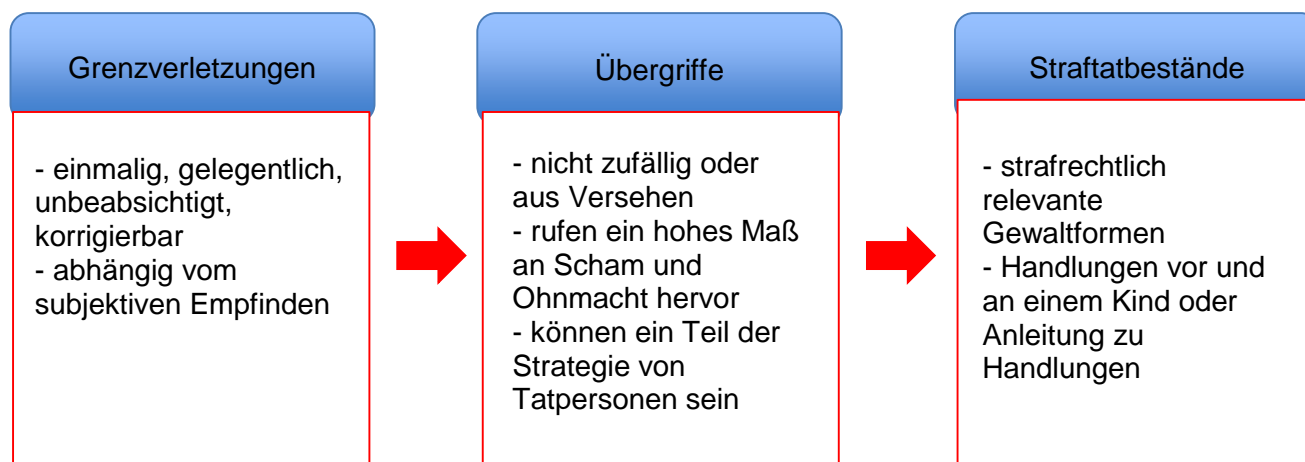 Grenzverletzungen
- einmalig, gelegentlich,
unbeabsichtigt,
korrigierbar
- abhängig vom
subjektiven Empfinden
Übergriffe
- nicht zufällig oder
aus Versehen
- rufen ein hohes Maß
an Scham und
Ohnmacht hervor
- können ein Teil der
Strategie von
Tatpersonen sein
Straftatbestände
- strafrechtlich
relevante
Gewaltformen
- Handlungen vor und
an einem Kind oder
Anleitung zu
Handlungen